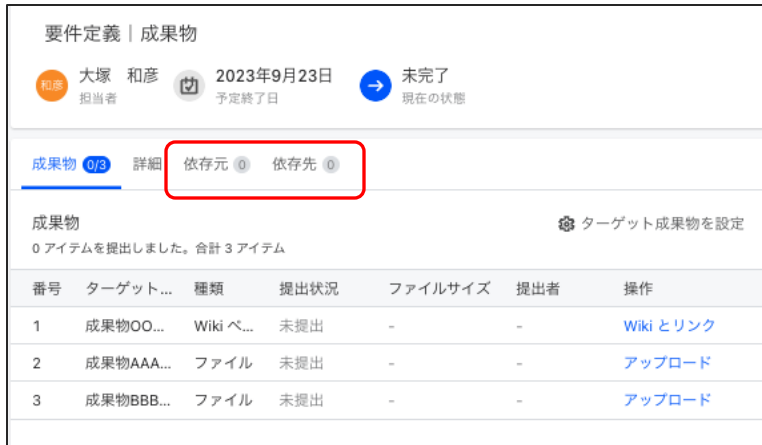 要件定義｜成果物
和彦 大塚　和彦 2023年9月23日 未完了
担当者 予定終了日 現在の状態
成果物 0/3 詳細 依存元 0 依存先 0
成果物 ターゲット成果物を設定
0 アイテムを提出しました。合計 3 アイテム
番号 ターゲット... 種類 提出状況 ファイルサイズ 提出者 操作
1 成果物OO... Wiki ペ... 未提出 - - Wiki とリンク
2 成果物AAA... ファイル 未提出 - - アップロード
3 成果物BBB... ファイル 未提出 - - アップロード